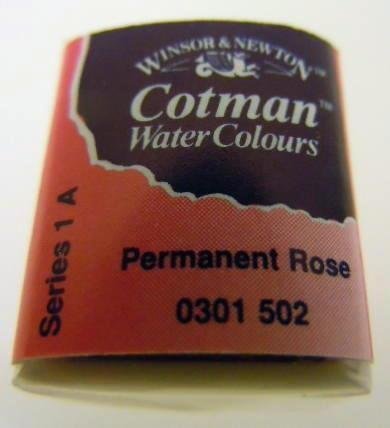 WINSOR & NEWTON™
Cotman™
Water Colours
Series 1 A
Permanent Rose
0301 502